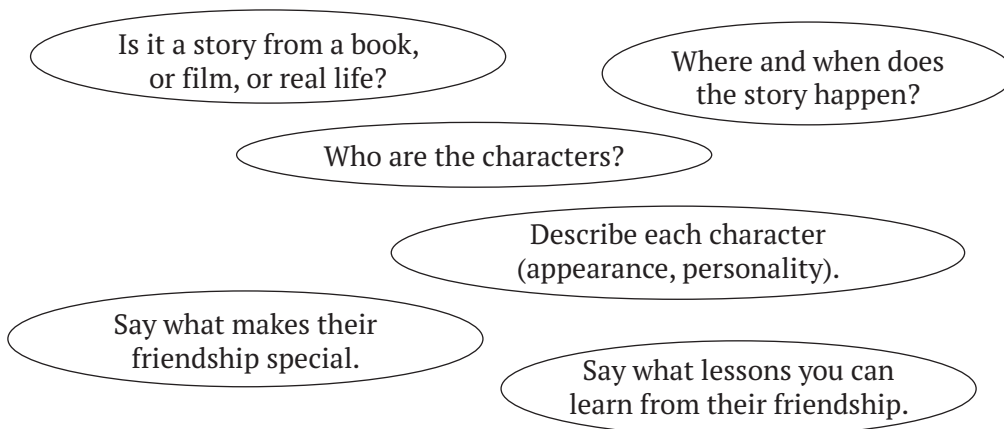 Is it a story from a book,
or film, or real life?
Where and when does
the story happen?
Who are the characters?
Describe each character
(appearance, personality).
Say what makes their
friendship special.
Say what lessons you can
learn from their friendship.